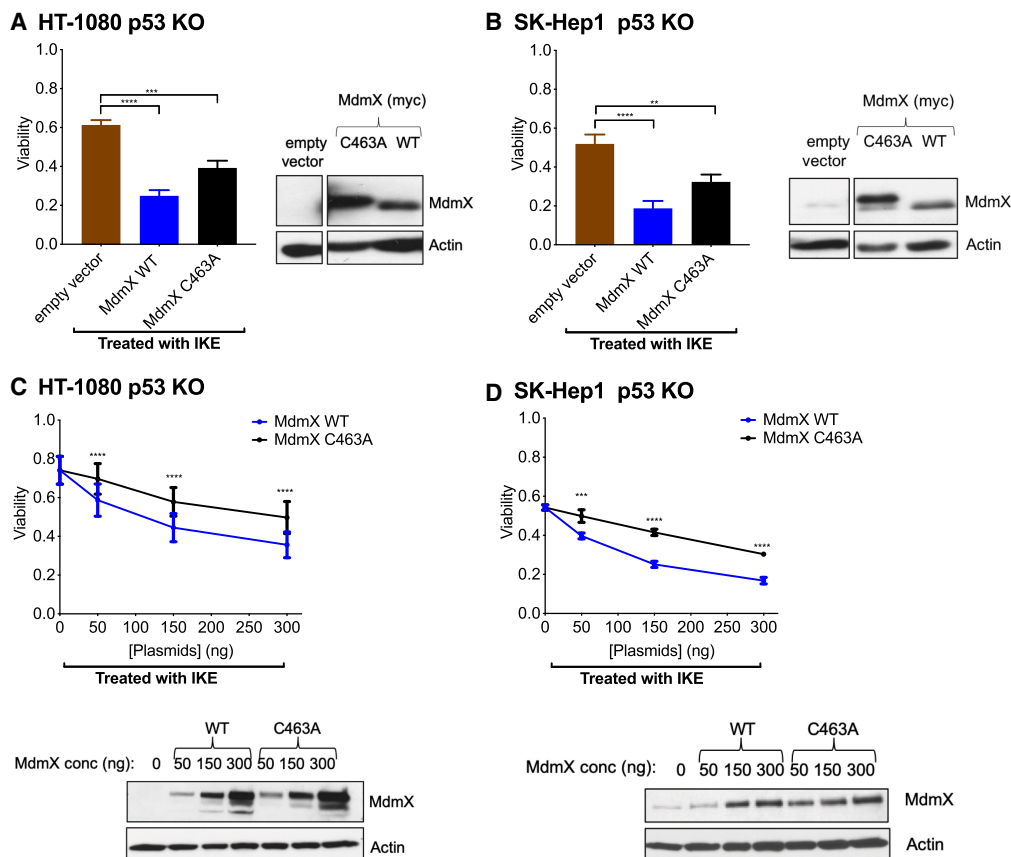 A HT-1080 p53 KO
1.0
0.8
0.6
0.4
0.2
0.0
Viability
***
****
empty vector
MdmX WT
MdmX C463A
Treated with IKE
MdmX (myc)
empty vector
C463A WT
MdmX
Actin
B SK-Hep1 p53 KO
1.0
0.8
0.6
0.4
0.2
0.0
Viability
**
****
empty vector
MdmX WT
MdmX C463A
Treated with IKE
MdmX (myc)
empty
vector
C463A WT
MdmX
Actin
C HT-1080 p53 KO
1.0
0.8
0.6
0.4
0.2
0.0
Viability
MdmX WT
MdmX C463A
****
****
****
0 50 100 150 200 250 300
[Plasmids] (ng)
Treated with IKE
WT C463A
MdmX conc (ng): 0 50 150 300 50 150 300
MdmX
Actin
D SK-Hep1 p53 KO
1.0
0.8
0.6
0.4
0.2
0.0
Viability
MdmX WT
MdmX C463A
***
****
****
0 50 100 150 200 250 300
[Plasmids] (ng)
Treated with IKE
WT C463A
MdmX conc (ng): 0 50 150 300 50 150 300
MdmX
Actin